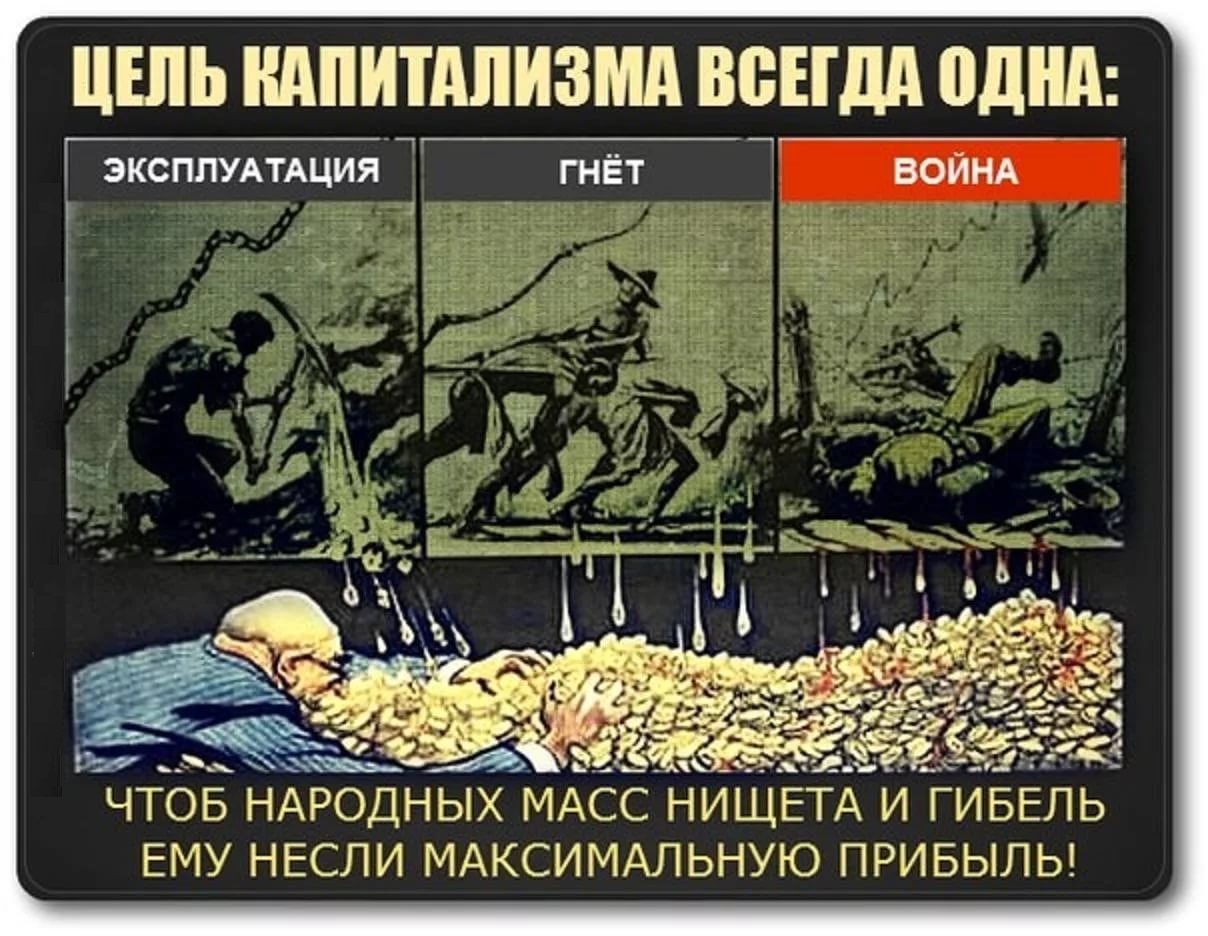 ЦЕЛЬ КАПИТАЛИЗМА ВСЕГДА ОДНА:
ЭКСПЛУАТАЦИЯ
ГНЁТ
ВОЙНА
ЧТОБ НАРОДНЫХ МАСС НИЩЕТА И ГИБЕЛЬ
ЕМУ НЕСЛИ МАКСИМАЛЬНУЮ ПРИБЫЛЬ!